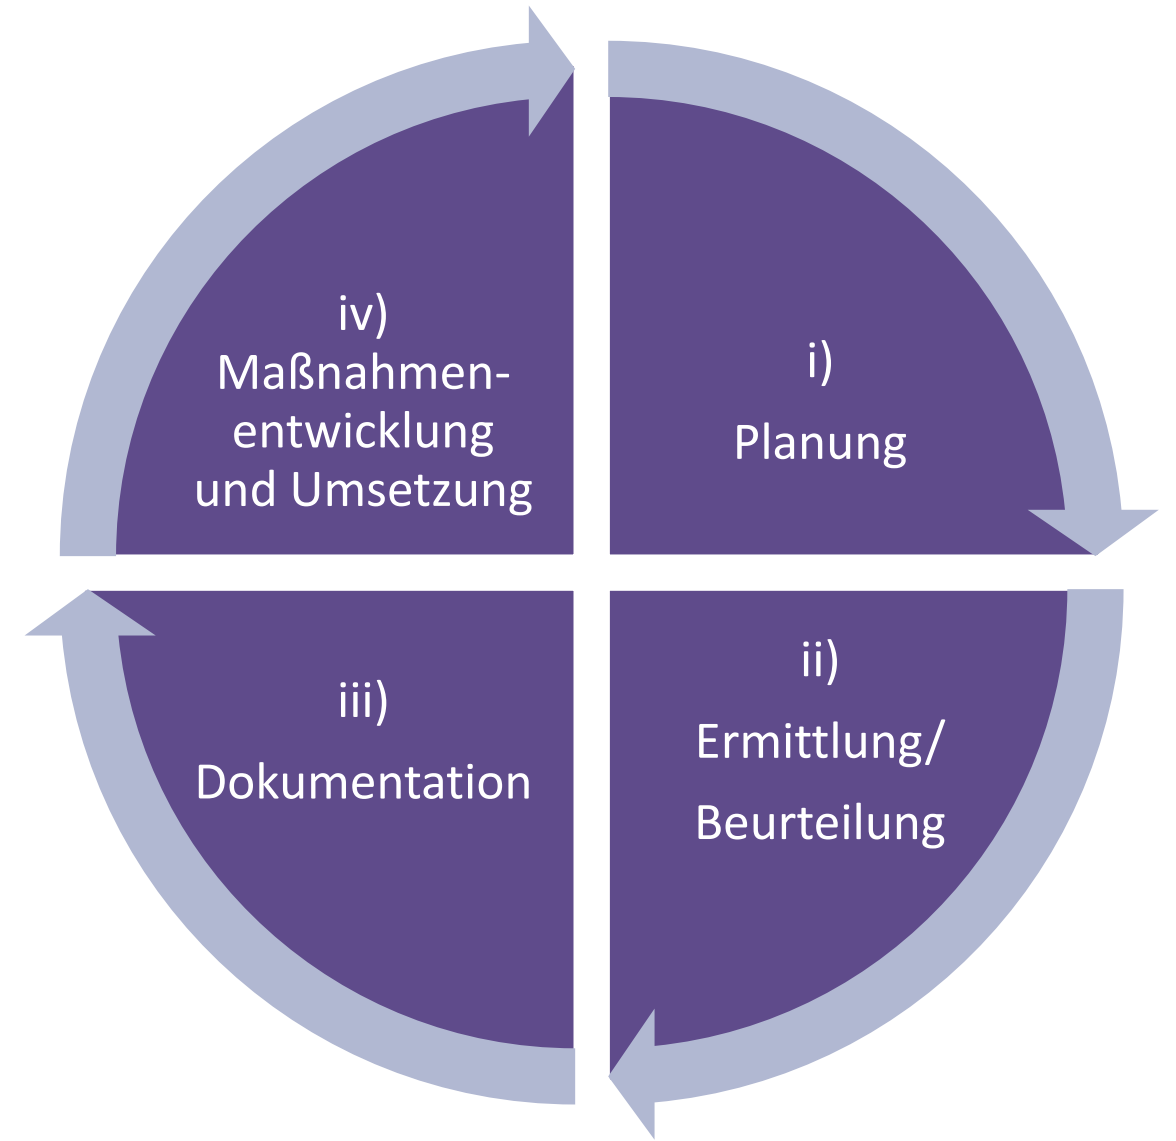 i)
Planung
ii)
Ermittlung/
Beurteilung
iii)
Dokumentation
iv)
Maßnahmen-
entwicklung
und Umsetzung